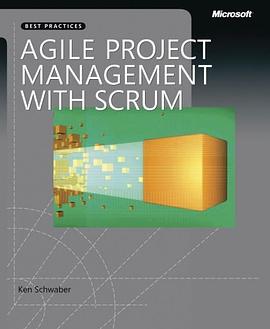 BEST PRACTICES
Microsoft
AGILE PROJECT
MANAGEMENT
WITH SCRUM
Ken Schwaber